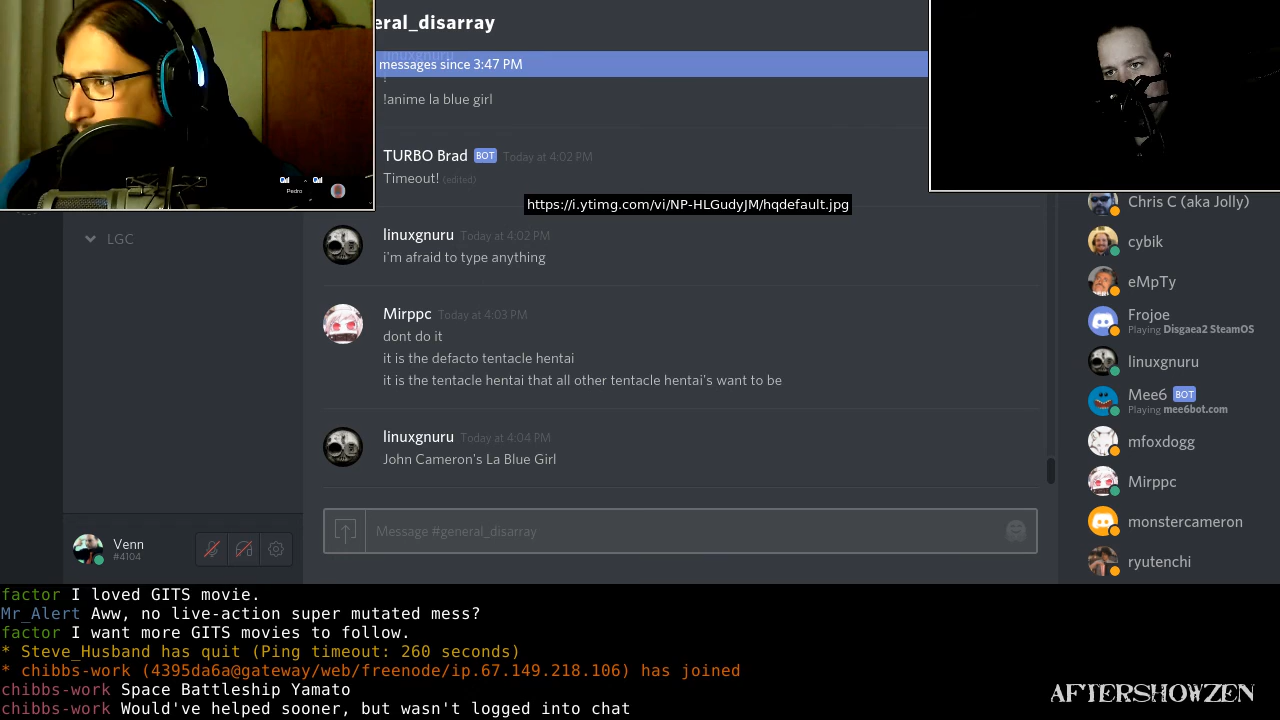 eral_disarray
messages since 3:47 PM
!
!anime la blue girl
TURBO Brad BOT Today at 4:02 PM
Timeout! (edited)
https://i.ytimg.com/vi/NP-HLGudyJM/hqdefault.jpg
linuxgnuru Today at 4:02 PM
i'm afraid to type anything
Mirppc Today at 4:03 PM
dont do it
it is the defacto tentacle hentai
it is the tentacle hentai that all other tentacle hentai's want to be
linuxgnuru Today at 4:04 PM
John Cameron's La Blue Girl
Message #general_disarray
Pedro
LGC
Venn
#4104
Chris C (aka Jolly)
cybik
eMpTy
Frojoe
Playing Disgaea2 SteamOS
linuxgnuru
Mee6 BOT
Playing mee6bot.com
mfoxdogg
Mirppc
monstercameron
ryutenchi
factor I loved GITS movie.
Mr_Alert Aww, no live-action super mutated mess?
factor I want more GITS movies to follow.
* Steve_Husband has quit (Ping timeout: 260 seconds)
* chibbs-work (4395da6a@gateway/web/freenode/ip.67.149.218.106) has joined
chibbs-work Space Battleship Yamato
chibbs-work Would've helped sooner, but wasn't logged into chat
AFTERSHOWZEN